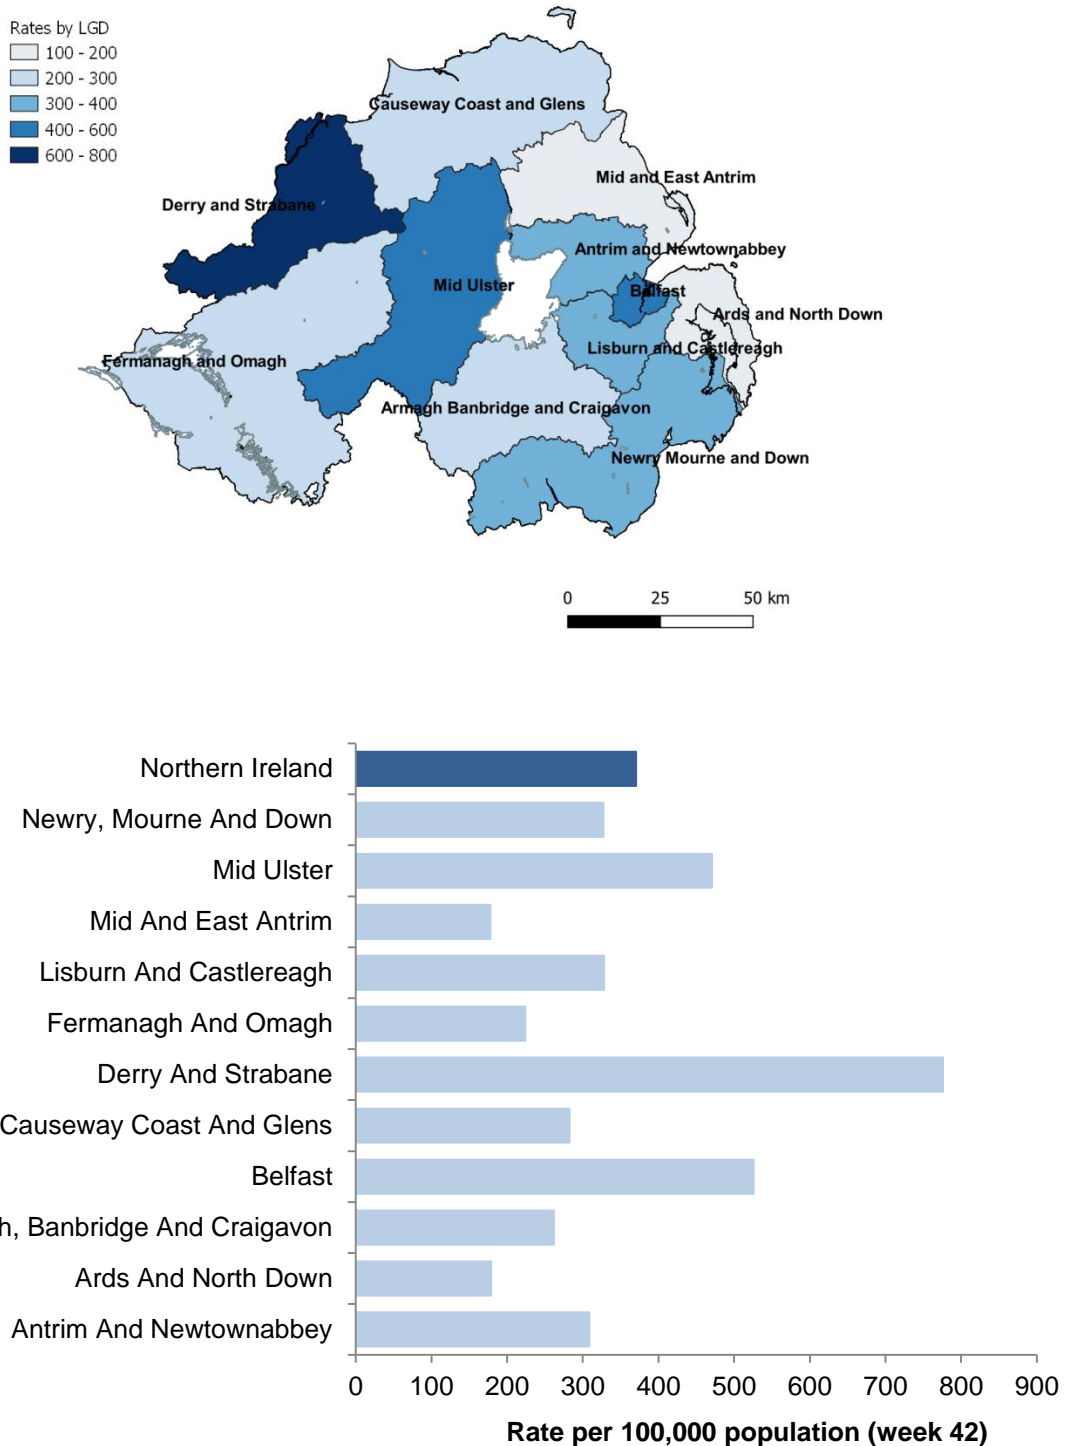 Rates by LGD
100 - 200
200 - 300
300 - 400
400 - 600
600 - 800
Causeway Coast and Glens
Mid and East Antrim
Derry and Strabane
Antrim and Newtownabbey
Mid Ulster
Belfast
Ards and North Down
Lisburn and Castlereagh
Fermanagh and Omagh
Armagh Banbridge and Craigavon
Newry Mourne and Down
0 25 50 km
Northern Ireland
Newry, Mourne And Down
Mid Ulster
Mid And East Antrim
Lisburn And Castlereagh
Fermanagh And Omagh
Derry And Strabane
Causeway Coast And Glens
Belfast
h, Banbridge And Craigavon
Ards And North Down
Antrim And Newtownabbey
0 100 200 300 400 500 600 700 800 900
Rate per 100,000 population (week 42)